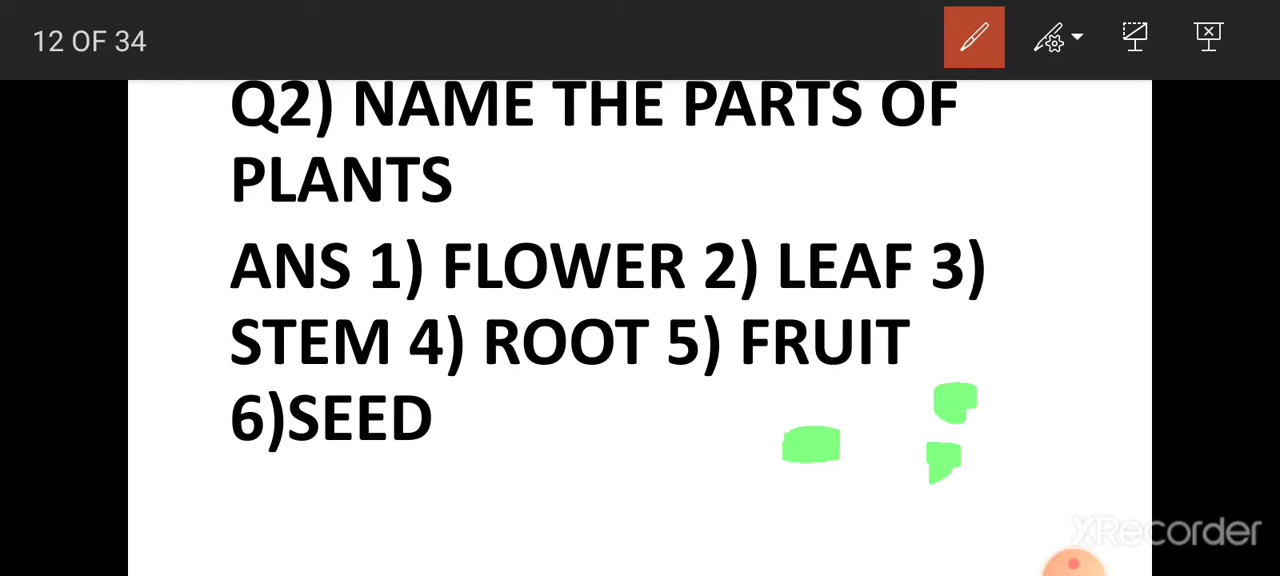 12 OF 34
Q2) NAME THE PARTS OF
PLANTS
ANS 1) FLOWER 2) LEAF 3)
STEM 4) ROOT 5) FRUIT
6)SEED
XRecorder